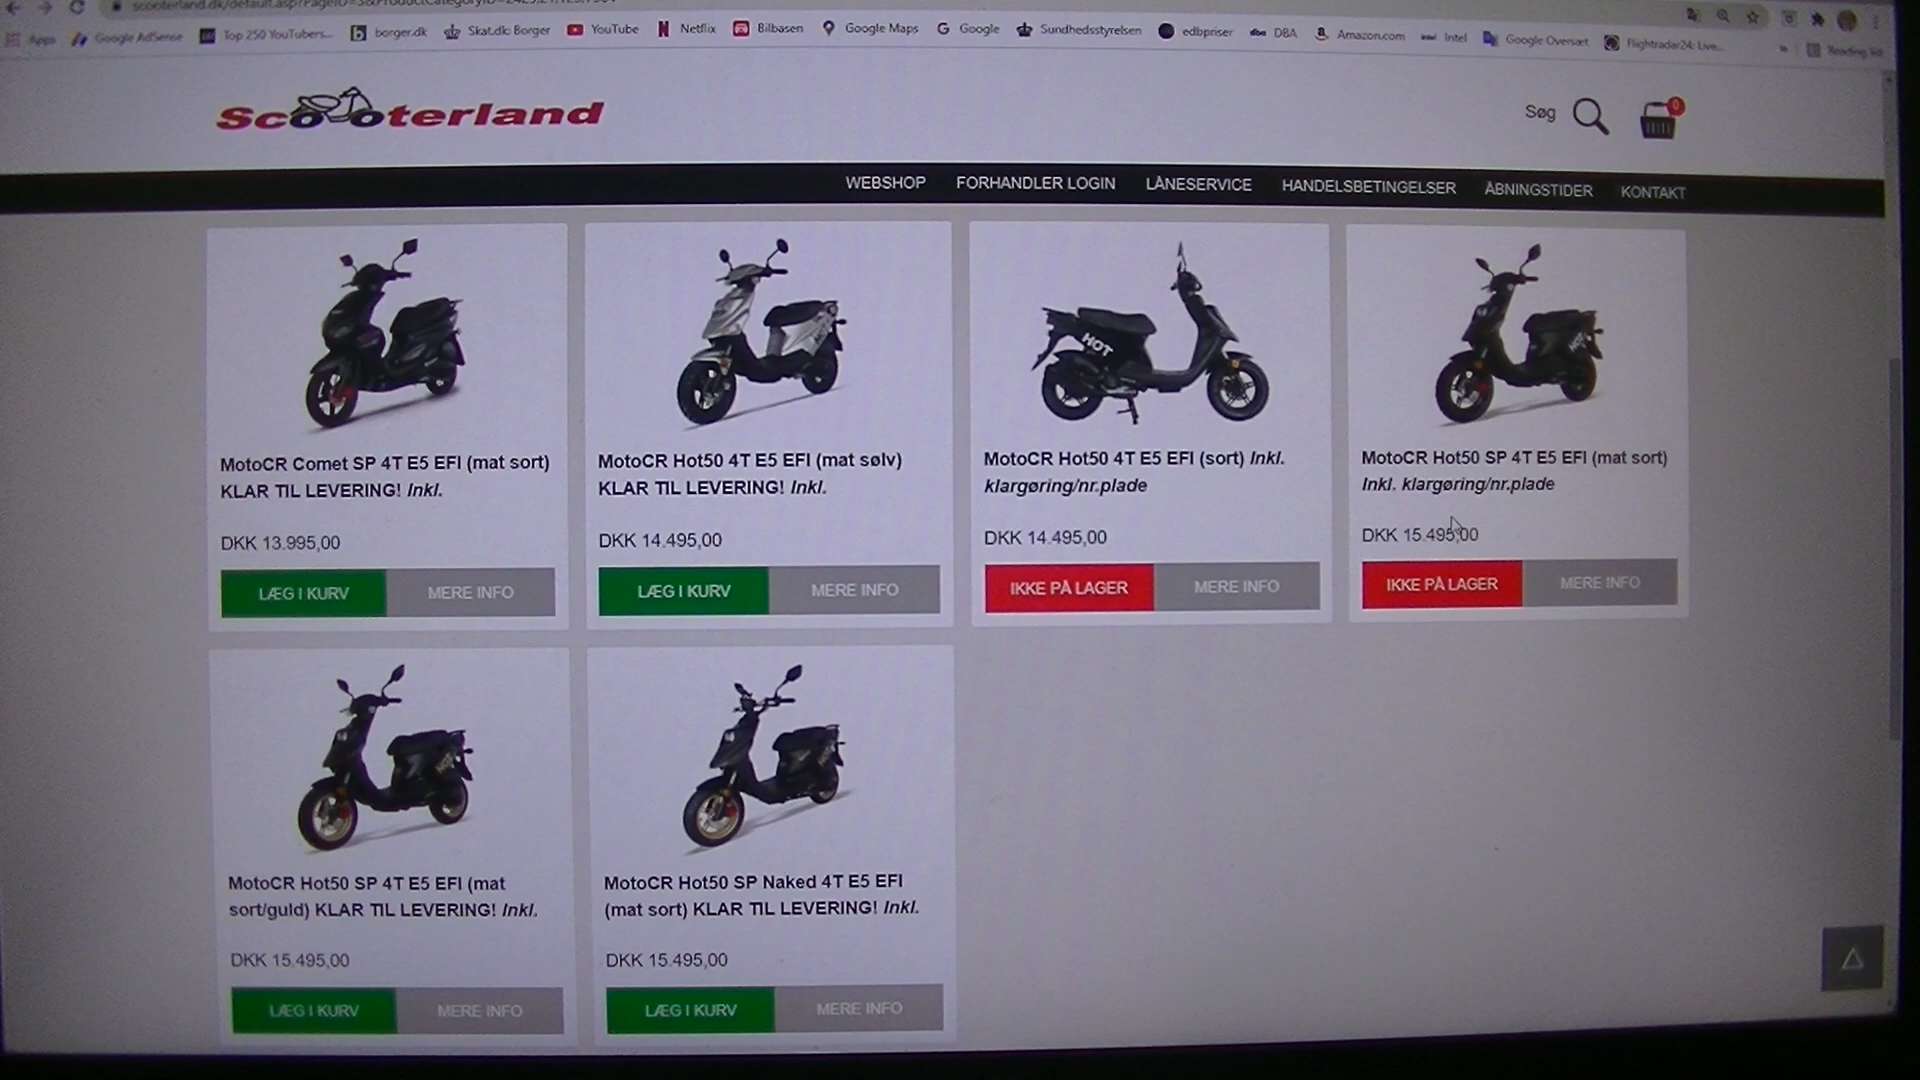 Apps
Google AdSense
Top 250 YouTubers...
borger.dk
Skat.dk: Borger
YouTube
Netflix
Bilbasen
Google Maps
Google
Sundhedsstyrelsen
edbpriser
DBA
Amazon.com
Intel
Google Oversæt
Flightradar24: Live...
Reading list
Scooterland
Søg
0
WEBSHOP FORHANDLER LOGIN LÅNESERVICE HANDELSBETINGELSER ÅBNINGSTIDER KONTAKT
HOT
MotoCR Comet SP 4T E5 EFI (mat sort)
KLAR TIL LEVERING! Inkl.
DKK 13.995,00
LÆG I KURV MERE INFO
MotoCR Hot50 4T E5 EFI (mat sølv)
KLAR TIL LEVERING! Inkl.
DKK 14.495,00
LÆG I KURV MERE INFO
MotoCR Hot50 4T E5 EFI (sort) Inkl.
klargøring/nr.plade
DKK 14.495,00
IKKE PÅ LAGER MERE INFO
MotoCR Hot50 SP 4T E5 EFI (mat sort)
Inkl. klargøring/nr.plade
DKK 15.495,00
IKKE PÅ LAGER MERE INFO
MotoCR Hot50 SP 4T E5 EFI (mat
sort/guld) KLAR TIL LEVERING! Inkl.
DKK 15.495,00
LÆG I KURV MERE INFO
MotoCR Hot50 SP Naked 4T E5 EFI
(mat sort) KLAR TIL LEVERING! Inkl.
DKK 15.495,00
LÆG I KURV MERE INFO